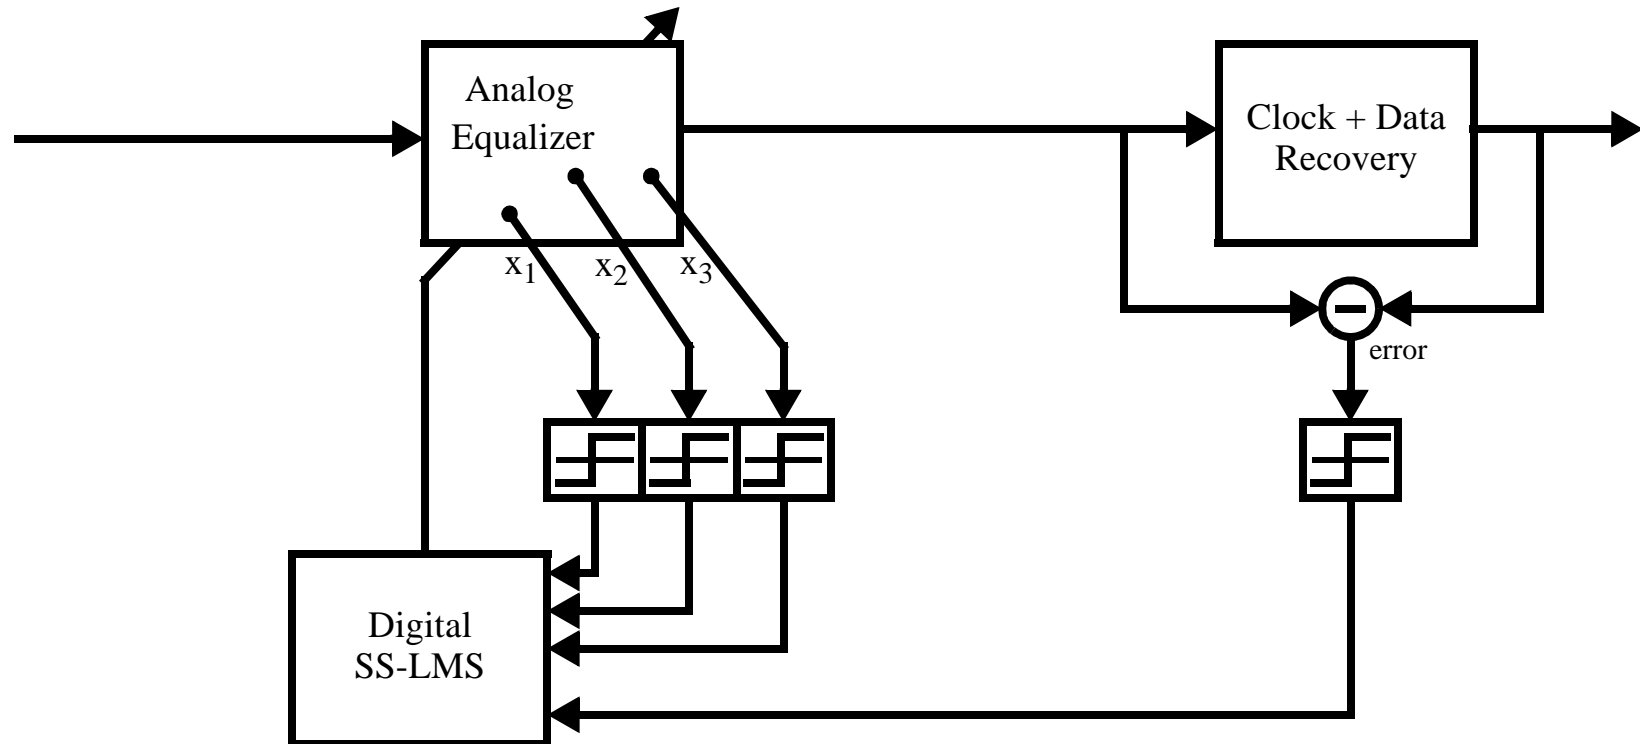 Analog
Equalizer
Clock + Data
Recovery
x1
x2
x3
error
Digital
SS-LMS